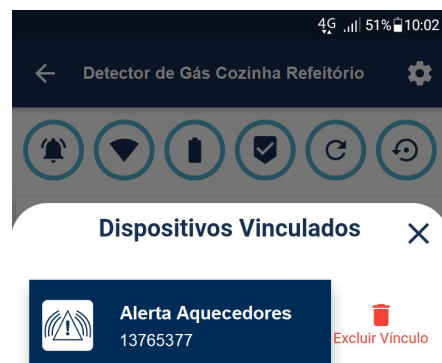 4G 51% 10:02
Detector de Gás Cozinha Refeitório
Dispositivos Vinculados
Alerta Aquecedores
13765377
Excluir Vínculo